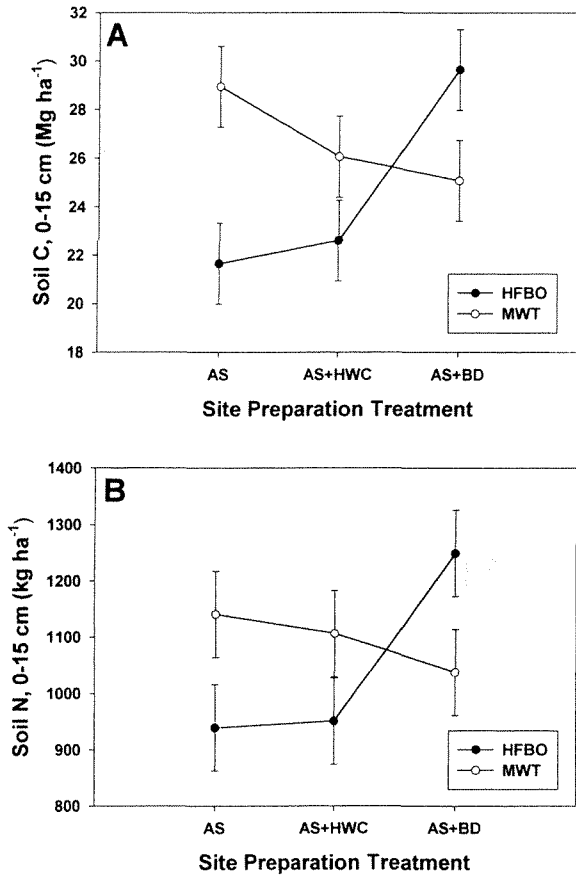 A
Soil C, 0-15 cm (Mg ha⁻¹)
32
30
28
26
24
22
20
18
HFBO
MWT
AS
AS+HWC
AS+BD
Site Preparation Treatment
B
Soil N, 0-15 cm (kg ha⁻¹)
1400
1300
1200
1100
1000
900
800
HFBO
MWT
AS
AS+HWC
AS+BD
Site Preparation Treatment